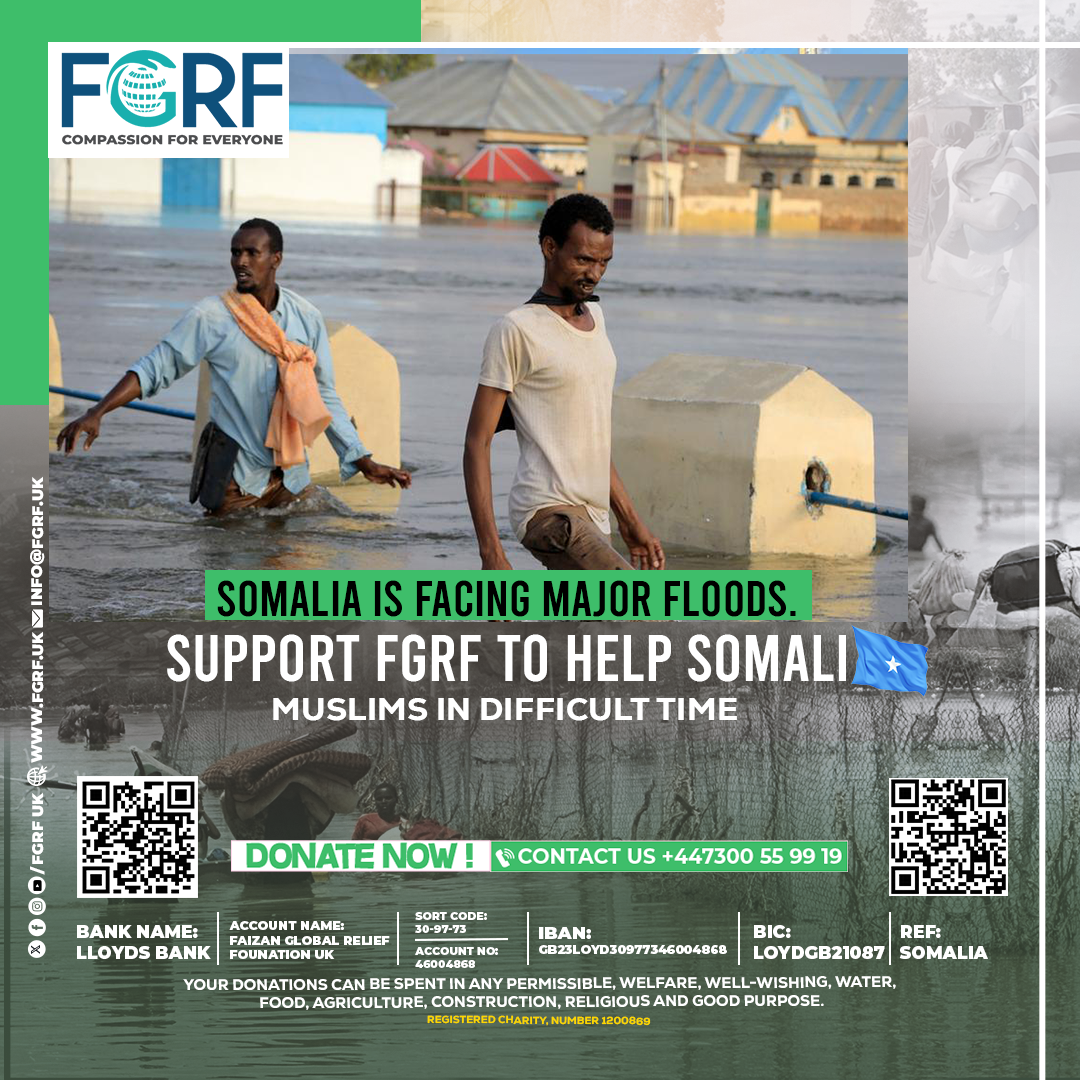 FGRF
COMPASSION FOR EVERYONE
SOMALIA IS FACING MAJOR FLOODS.
SUPPORT FGRF TO HELP SOMALI
MUSLIMS IN DIFFICULT TIME
/ FGRF UK WWW.FGRF.UK INFO@FGRF.UK
DONATE NOW !
CONTACT US +447300 55 99 19
BANK NAME:
LLOYDS BANK
ACCOUNT NAME:
FAIZAN GLOBAL RELIEF
FOUNATION UK
SORT CODE:
30-97-73
ACCOUNT NO:
46004868
IBAN:
GB23LOYD30977346004868
BIC:
LOYDGB21087
REF:
SOMALIA
YOUR DONATIONS CAN BE SPENT IN ANY PERMISSIBLE, WELFARE, WELL-WISHING, WATER,
FOOD, AGRICULTURE, CONSTRUCTION, RELIGIOUS AND GOOD PURPOSE.
REGISTERED CHARITY, NUMBER 1200869